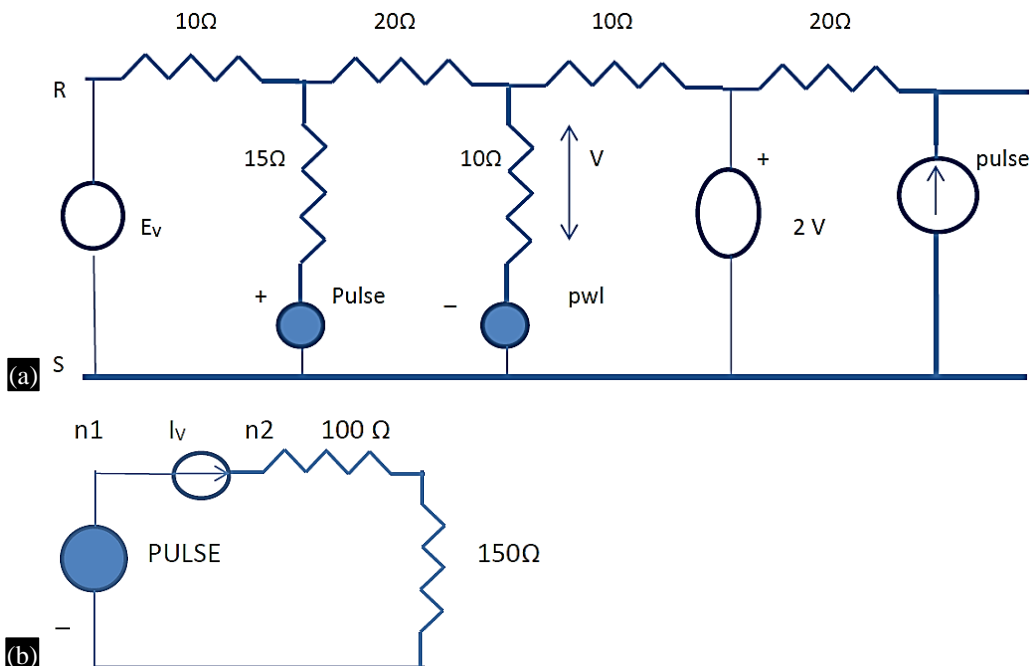 10Ω 20Ω 10Ω 20Ω
R
15Ω 10Ω V pulse
Eᵥ + 2 V
+ Pulse – pwl
S
(a)
n1 Iᵥ n2 100 Ω
PULSE 150Ω
–
(b)